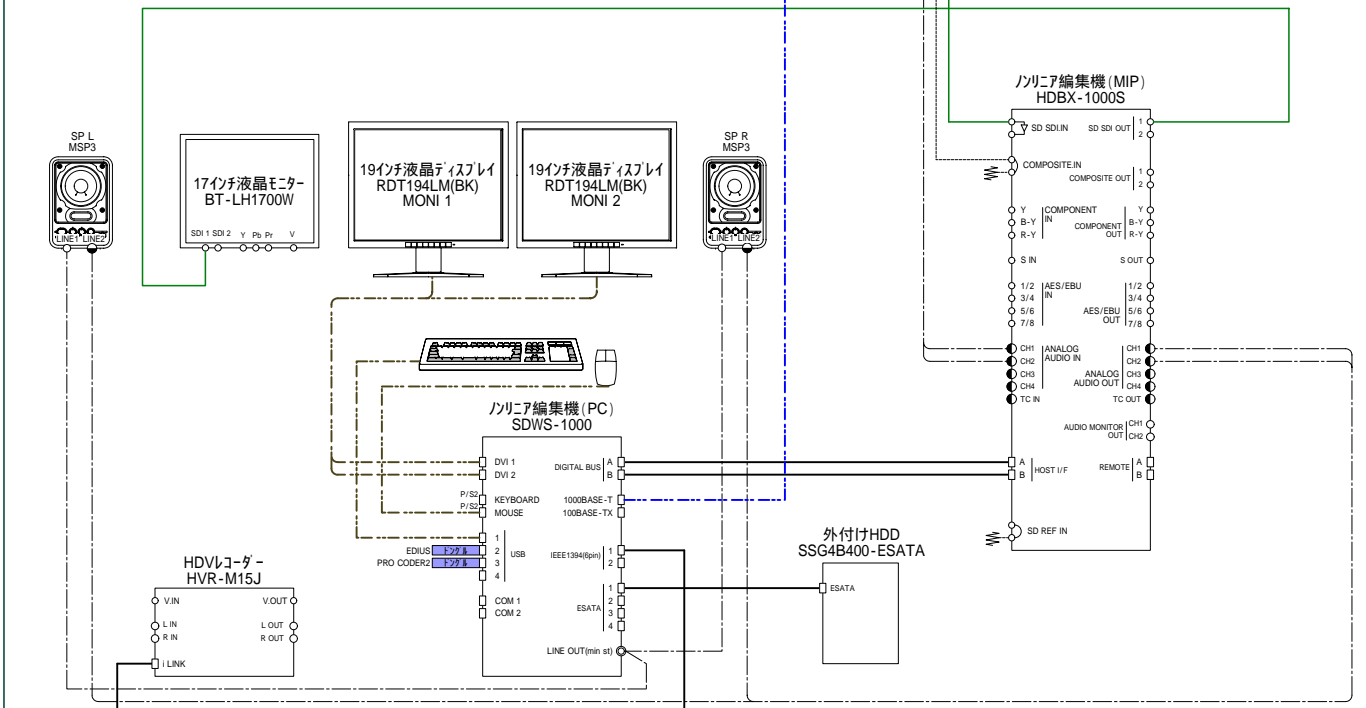 SP L
MSP3
LINE1 LINE2
17インチ液晶モニター
BT-LH1700W
SDI 1 SDI 2 Y Pb Pr V
19インチ液晶ディスプレイ
RDT194LM(BK)
MONI 1
19インチ液晶ディスプレイ
RDT194LM(BK)
MONI 2
SP R
MSP3
LINE1 LINE2
ノンリニア編集機(MIP)
HDBX-1000S
SD SDI.IN
SD SDI OUT
1
2
COMPOSITE.IN
COMPOSITE OUT
1
2
Y
B-Y
R-Y
COMPONENT
IN
COMPONENT
OUT
Y
B-Y
R-Y
S IN
S OUT
1/2
3/4
5/6
7/8
AES/EBU
IN
AES/EBU
OUT
1/2
3/4
5/6
7/8
CH1
CH2
CH3
CH4
ANALOG
AUDIO IN
ANALOG
AUDIO OUT
CH1
CH2
CH3
CH4
TC IN
TC OUT
AUDIO MONITOR
OUT
CH1
CH2
A
B
HOST I/F
REMOTE
A
B
SD REF IN
ノンリニア編集機(PC)
SDWS-1000
DVI 1
DVI 2
DIGITAL BUS
A
B
P/S2
KEYBOARD
P/S2
MOUSE
1000BASE-T
100BASE-TX
1
2
3
4
USB
EDIUS
ドングル
PRO CODER2
ドングル
IEEE1394(6pin)
1
2
COM 1
COM 2
ESATA
1
2
3
4
LINE OUT(min st)
外付けHDD
SSG4B400-ESATA
ESATA
HDVレコーダー
HVR-M15J
V.IN
V.OUT
L IN
L OUT
R IN
R OUT
i LINK